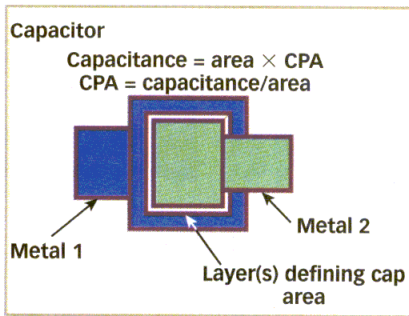 Capacitor
Capacitance = area × CPA
CPA = capacitance/area
Metal 2
Metal 1
Layer(s) defining cap
area